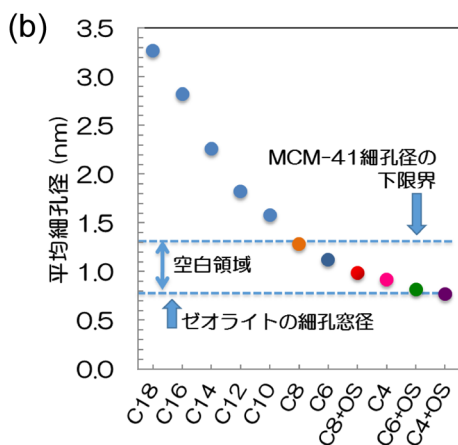 (b)
3.5
3.0
2.5
2.0
1.5
1.0
0.5
0.0
平均細孔径 (nm)
MCM-41細孔径の
下限界
空白領域
ゼオライトの細孔窓径
C18
C16
C14
C12
C10
C8
C6
C8+OS
C4
C6+OS
C4+OS